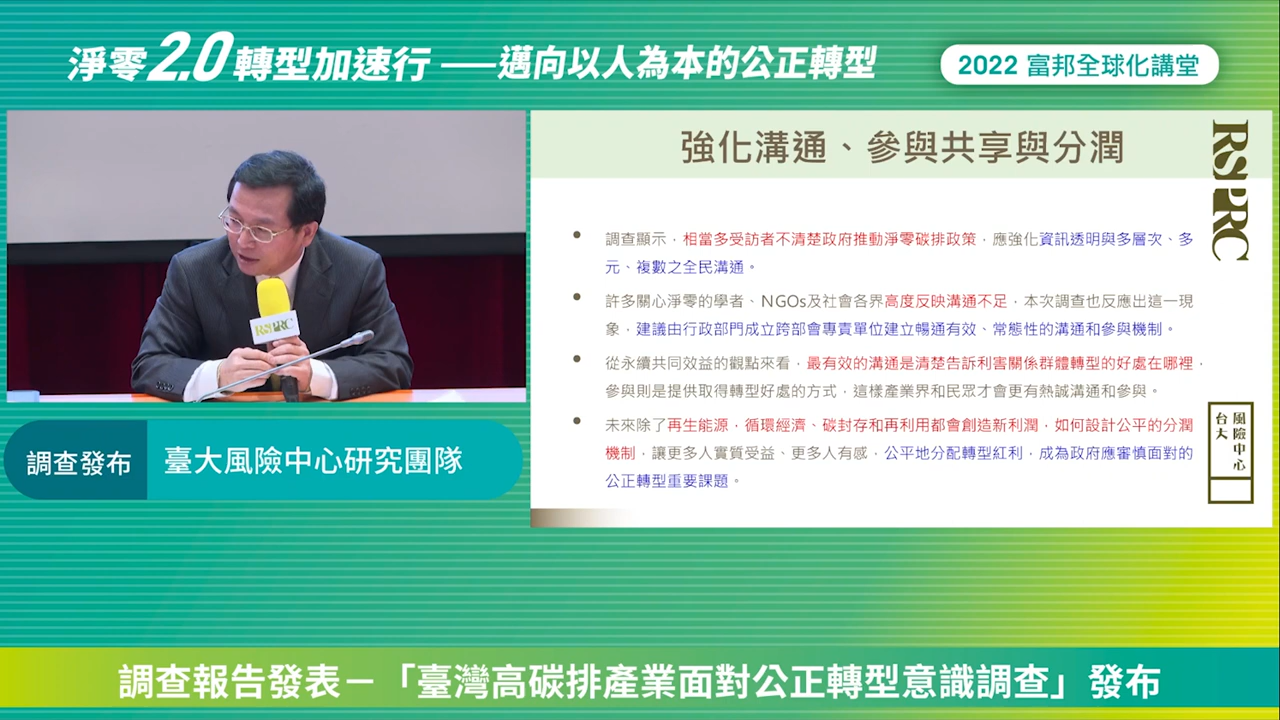 淨零2.0轉型加速行——邁向以人為本的公正轉型
2022 富邦全球化講堂
RSPRC
調查發布
臺大風險中心研究團隊
強化溝通、參與共享與分潤
RSPRC
• 調查顯示，相當多受訪者不清楚政府推動淨零碳排政策，應強化資訊透明與多層次、多
元、複數之全民溝通。
• 許多關心淨零的學者、NGOs及社會各界高度反映溝通不足，本次調查也反應出這一現
象，建議由行政部門成立跨部會專責單位建立暢通有效、常態性的溝通和參與機制。
• 從永續共同效益的觀點來看，最有效的溝通是清楚告訴利害關係群體轉型的好處在哪裡，
參與則是提供取得轉型好處的方式，這樣產業界和民眾才會更有熱誠溝通和參與。
• 未來除了再生能源，循環經濟、碳封存和再利用都會創造新利潤，如何設計公平的分潤
機制，讓更多人實質受益、更多人有感，公平地分配轉型紅利，成為政府應審慎面對的
公正轉型重要課題。
風險中心
台大
調查報告發表－「臺灣高碳排產業面對公正轉型意識調查」發布